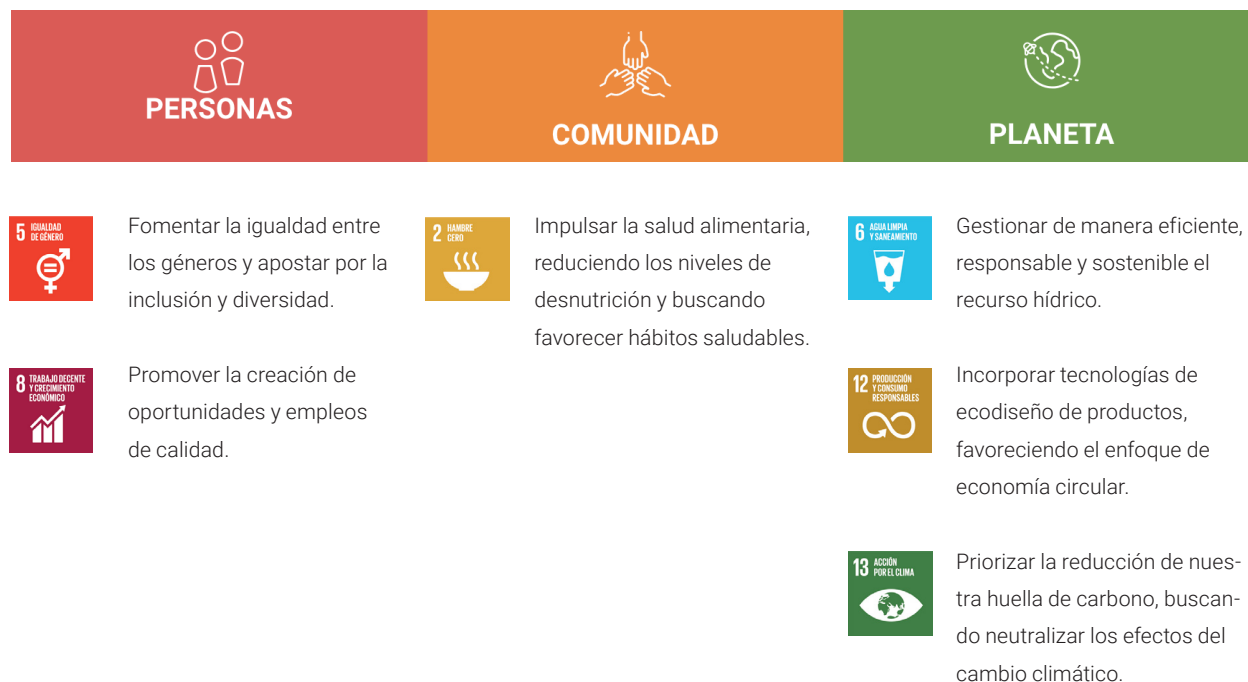 PERSONAS
COMUNIDAD
PLANETA
5 IGUALDAD
DE GÉNERO
Fomentar la igualdad entre
los géneros y apostar por la
inclusión y diversidad.
8 TRABAJO DECENTE
Y CRECIMIENTO
ECONÓMICO
Promover la creación de
oportunidades y empleos
de calidad.
2 HAMBRE
CERO
Impulsar la salud alimentaria,
reduciendo los niveles de
desnutrición y buscando
favorecer hábitos saludables.
6 AGUA LIMPIA
Y SANEAMIENTO
Gestionar de manera eficiente,
responsable y sostenible el
recurso hídrico.
12 PRODUCCIÓN
Y CONSUMO
RESPONSABLES
Incorporar tecnologías de
ecodiseño de productos,
favoreciendo el enfoque de
economía circular.
13 ACCIÓN
POR EL CLIMA
Priorizar la reducción de nues-
tra huella de carbono, buscan-
do neutralizar los efectos del
cambio climático.